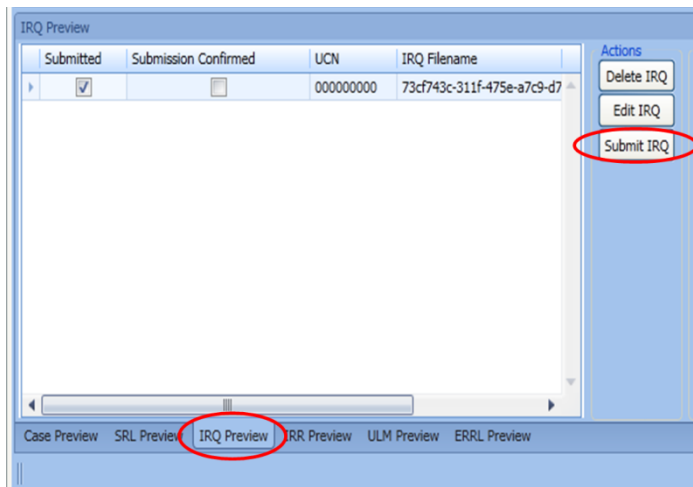 IRQ Preview
Submitted Submission Confirmed UCN IRQ Filename
000000000 73cf743c-311f-475e-a7c9-d7
Actions
Delete IRQ
Edit IRQ
Submit IRQ
Case Preview SRL Preview IRQ Preview IRR Preview ULM Preview ERRL Preview